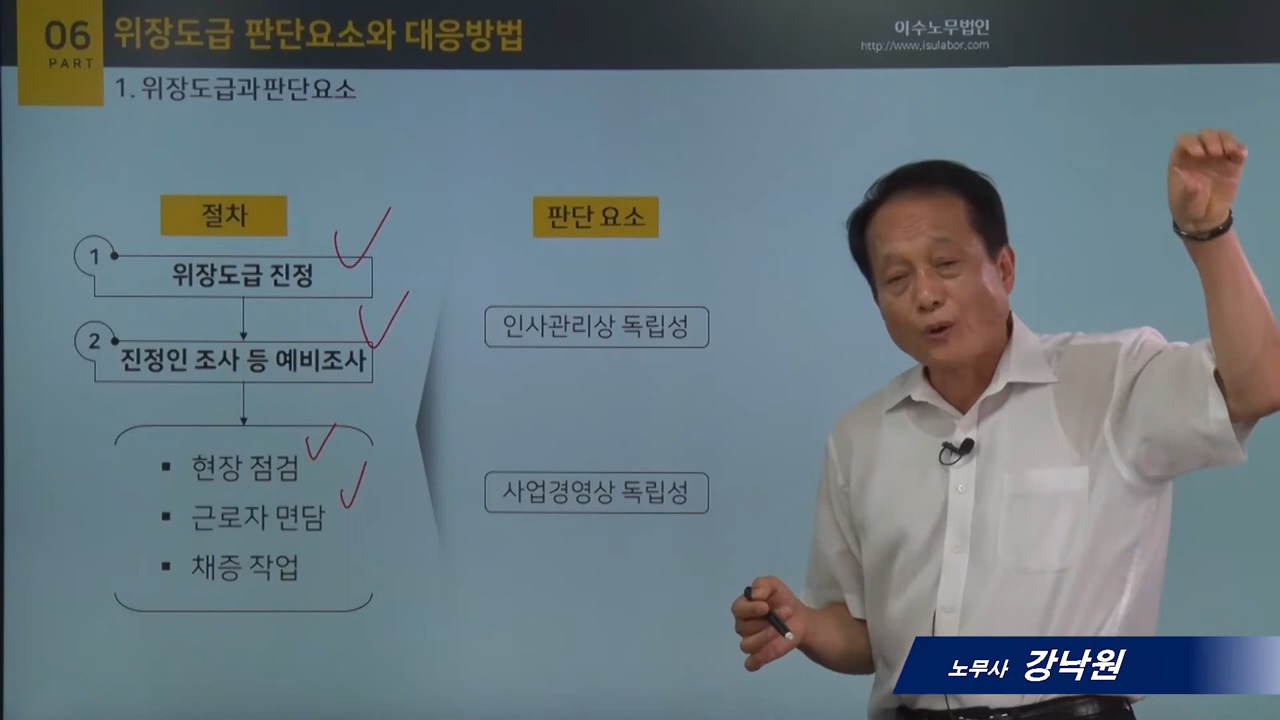 06
PART
위장도급 판단요소와 대응방법
이수노무법인
http://www.isulabor.com
1. 위장도급과판단요소
절차
1
위장도급 진정
2
진정인 조사 등 예비조사
▪ 현장 점검
▪ 근로자 면담
▪ 채증 작업
판단 요소
인사관리상 독립성
사업경영상 독립성
노무사 강낙원